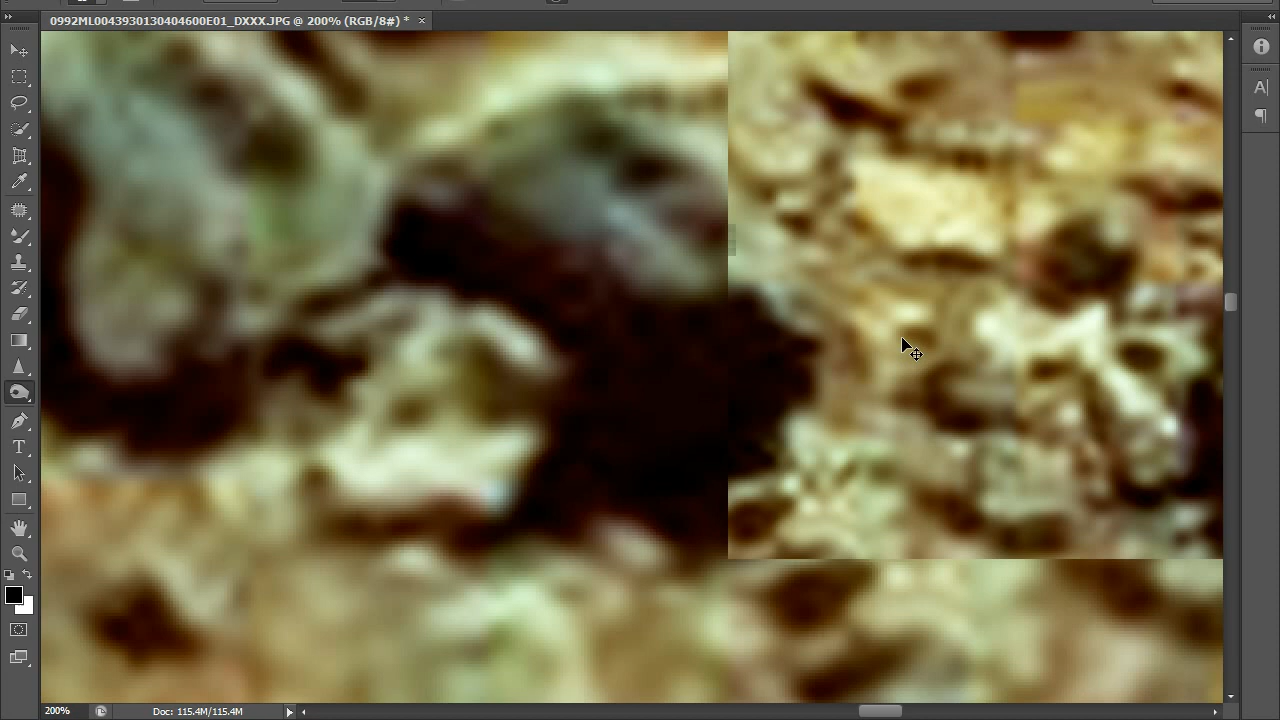 0992ML0043930130404600E01_DXXX.JPG @ 200% (RGB/8#) * ×
A
T
200%
Doc: 115.4M/115.4M